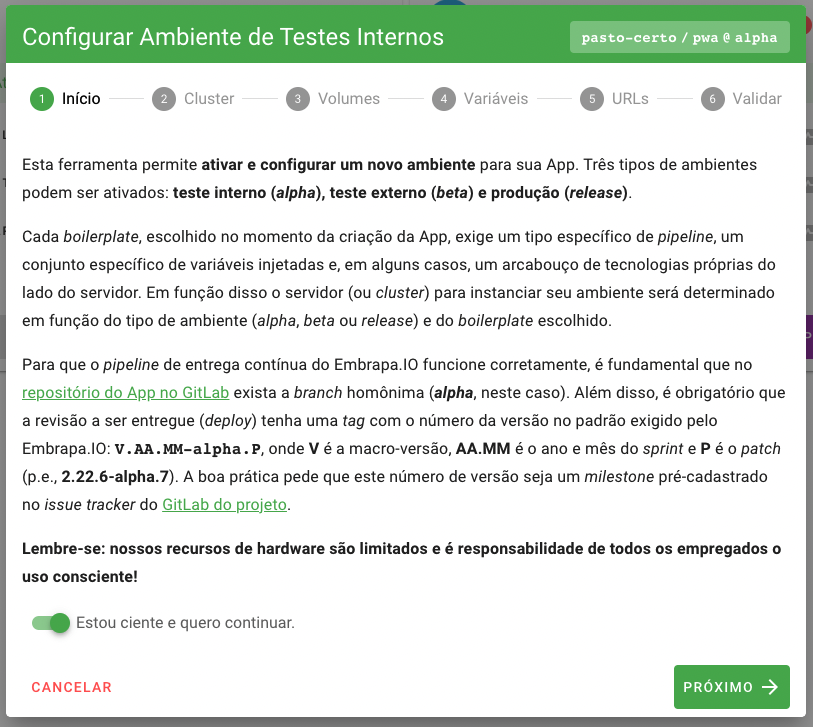 Configurar Ambiente de Testes Internos
pasto-certo / pwa @ alpha
1 Início 2 Cluster 3 Volumes 4 Variáveis 5 URLs 6 Validar
Esta ferramenta permite ativar e configurar um novo ambiente para sua App. Três tipos de ambientes
podem ser ativados: teste interno (alpha), teste externo (beta) e produção (release).
Cada boilerplate, escolhido no momento da criação da App, exige um tipo específico de pipeline, um
conjunto específico de variáveis injetadas e, em alguns casos, um arcabouço de tecnologias próprias do
lado do servidor. Em função disso o servidor (ou cluster) para instanciar seu ambiente será determinado
em função do tipo de ambiente (alpha, beta ou release) e do boilerplate escolhido.
Para que o pipeline de entrega contínua do Embrapa.IO funcione corretamente, é fundamental que no
repositório do App no GitLab exista a branch homônima (alpha, neste caso). Além disso, é obrigatório que
a revisão a ser entregue (deploy) tenha uma tag com o número da versão no padrão exigido pelo
Embrapa.IO: V.AA.MM-alpha.P, onde V é a macro-versão, AA.MM é o ano e mês do sprint e P é o patch
(p.e., 2.22.6-alpha.7). A boa prática pede que este número de versão seja um milestone pré-cadastrado
no issue tracker do GitLab do projeto.
Lembre-se: nossos recursos de hardware são limitados e é responsabilidade de todos os empregados o
uso consciente!
Estou ciente e quero continuar.
CANCELAR
PRÓXIMO →